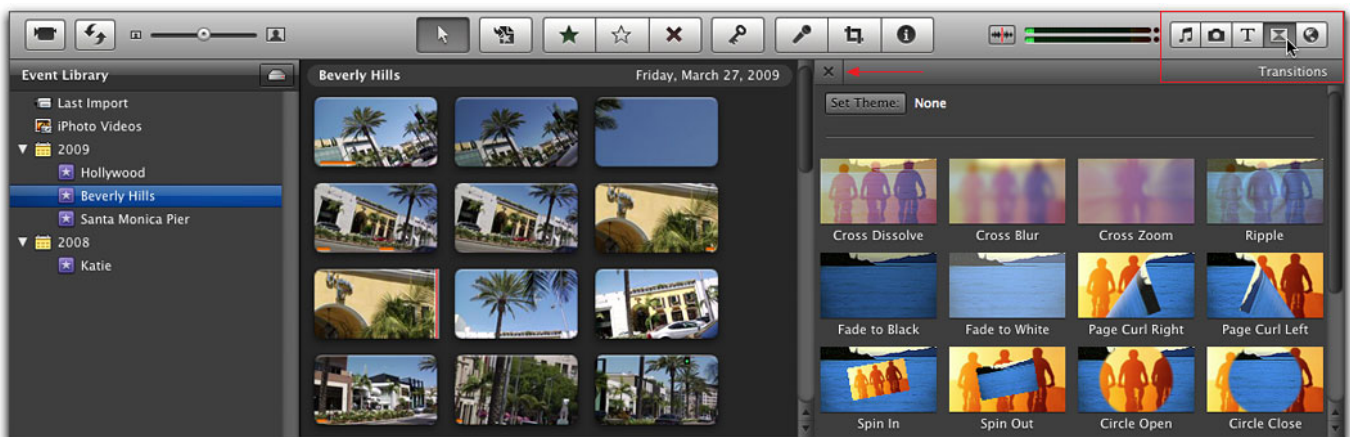 T
Event Library
Beverly Hills
Friday, March 27, 2009
Transitions
Last Import
iPhoto Videos
2009
Hollywood
Beverly Hills
Santa Monica Pier
2008
Katie
Set Theme:
None
Cross Dissolve
Cross Blur
Cross Zoom
Ripple
Fade to Black
Fade to White
Page Curl Right
Page Curl Left
Spin In
Spin Out
Circle Open
Circle Close